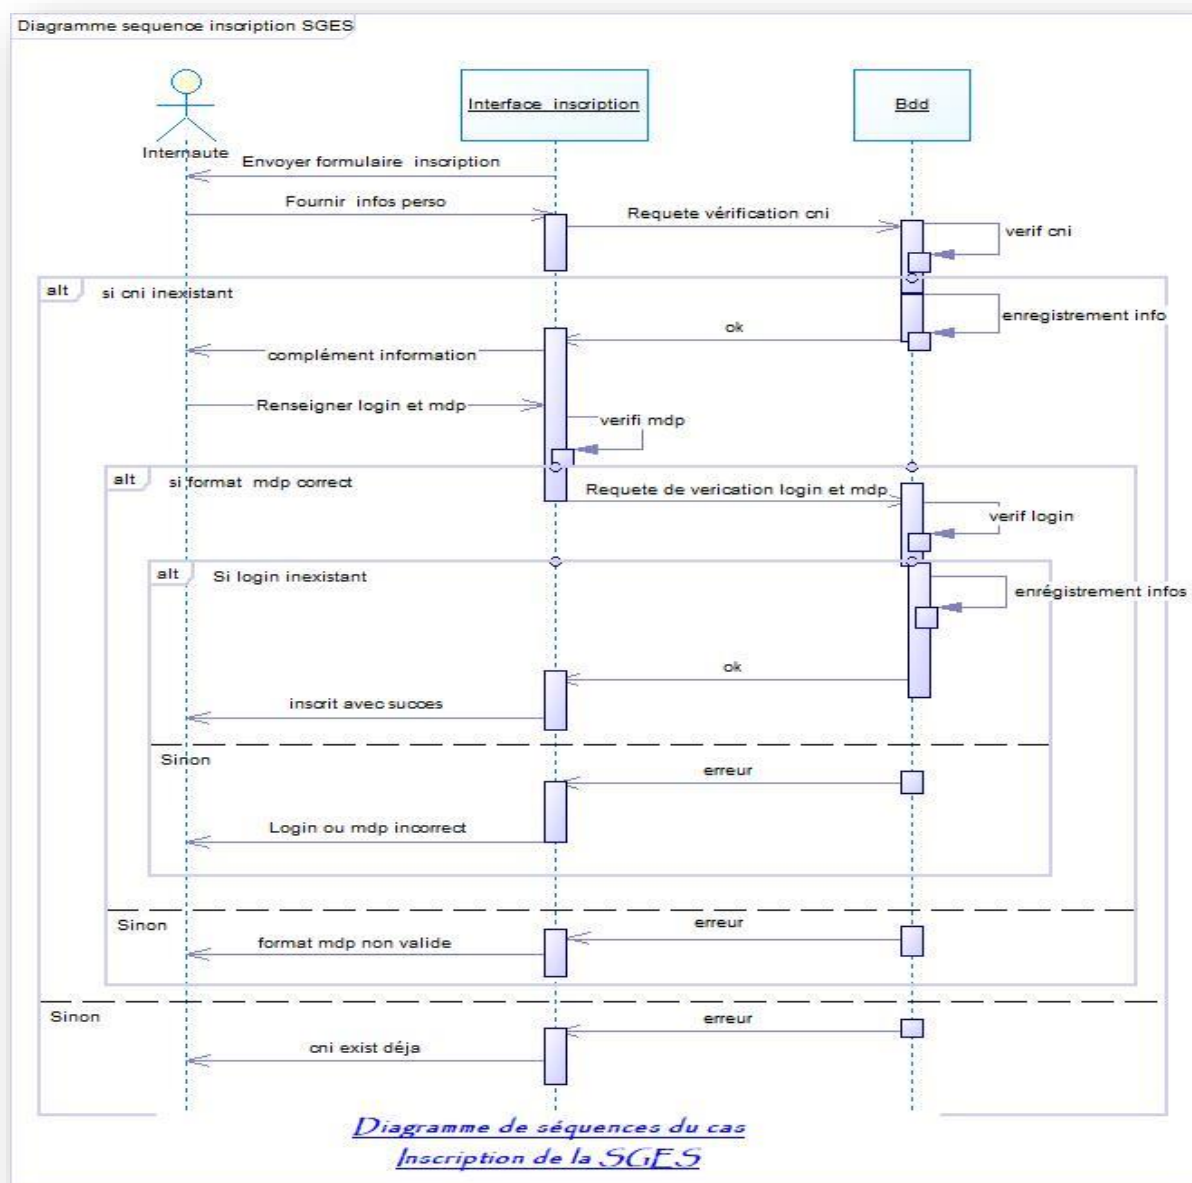 Diagramme sequence inscription SGES
Interface_inscription
Bdd
Internaute
Envoyer formulaire inscription
Fournir infos perso
Requete vérification cni
verif cni
alt
si cni inexistant
enregistrement info
ok
complément information
Renseigner login et mdp
verifi mdp
alt
si format mdp correct
Requete de verication login et mdp
verif login
alt
Si login inexistant
enrégistrement infos
ok
inscrit avec succes
Sinon
erreur
Login ou mdp incorrect
Sinon
erreur
format mdp non valide
Sinon
erreur
cni exist déja
Diagramme de séquences du cas
Inscription de la SGES